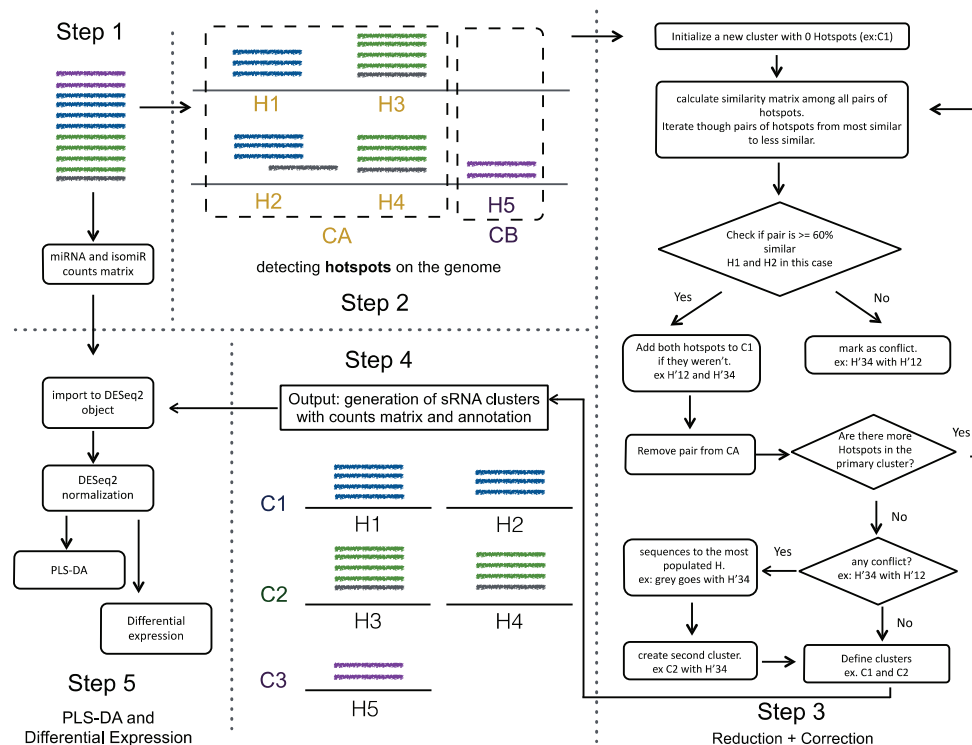 Step 1
miRNA and isomiR
counts matrix
H1
H3
H2
H4
H5
CA
CB
detecting hotspots on the genome
Step 2
Initialize a new cluster with 0 Hotspots (ex:C1)
calculate similarity matrix among all pairs of
hotspots.
Iterate though pairs of hotspots from most similar
to less similar.
Check if pair is >= 60%
similar
H1 and H2 in this case
Yes
No
Add both hotspots to C1
if they weren't.
ex H'12 and H'34
mark as conflict.
ex: H'34 with H'12
Remove pair from CA
Are there more
Hotspots in the
primary cluster?
Yes
No
sequences to the most
populated H.
ex: grey goes with H'34
Yes
any conflict?
ex: H'34 with H'12
No
create second cluster.
ex C2 with H'34
Define clusters
ex. C1 and C2
Step 3
Reduction + Correction
Step 4
Output: generation of sRNA clusters
with counts matrix and annotation
C1
H1
H2
C2
H3
H4
C3
H5
import to DESeq2
object
DESeq2
normalization
PLS-DA
Differential
expression
Step 5
PLS-DA and
Differential Expression